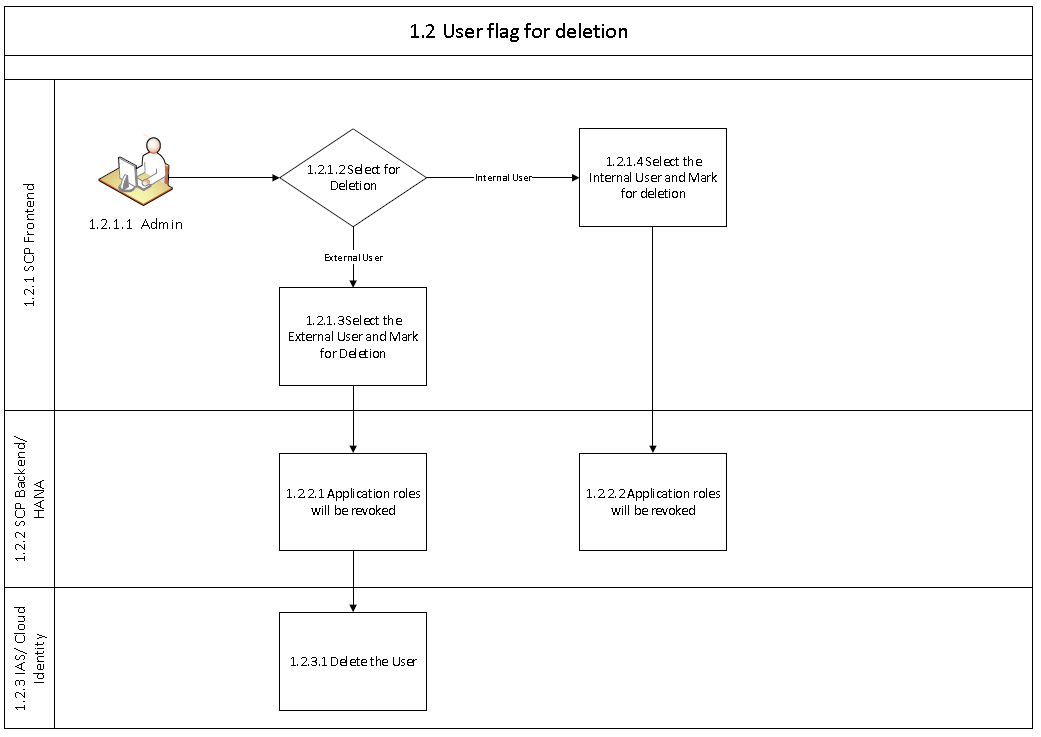 1.2 User flag for deletion
1.2.1 SCP Frontend
1.2.1.1 Admin
1.2.1.2 Select for
Deletion
Internal User
1.2.1.4 Select the
Internal User and Mark
for deletion
External User
1.2.1.3 Select the
External User and Mark
for Deletion
1.2.2 SCP Backend/
HANA
1.2.2.1 Application roles
will be revoked
1.2.2.2 Application roles
will be revoked
1.2.3 IAS/ Cloud
Identity
1.2.3.1 Delete the User